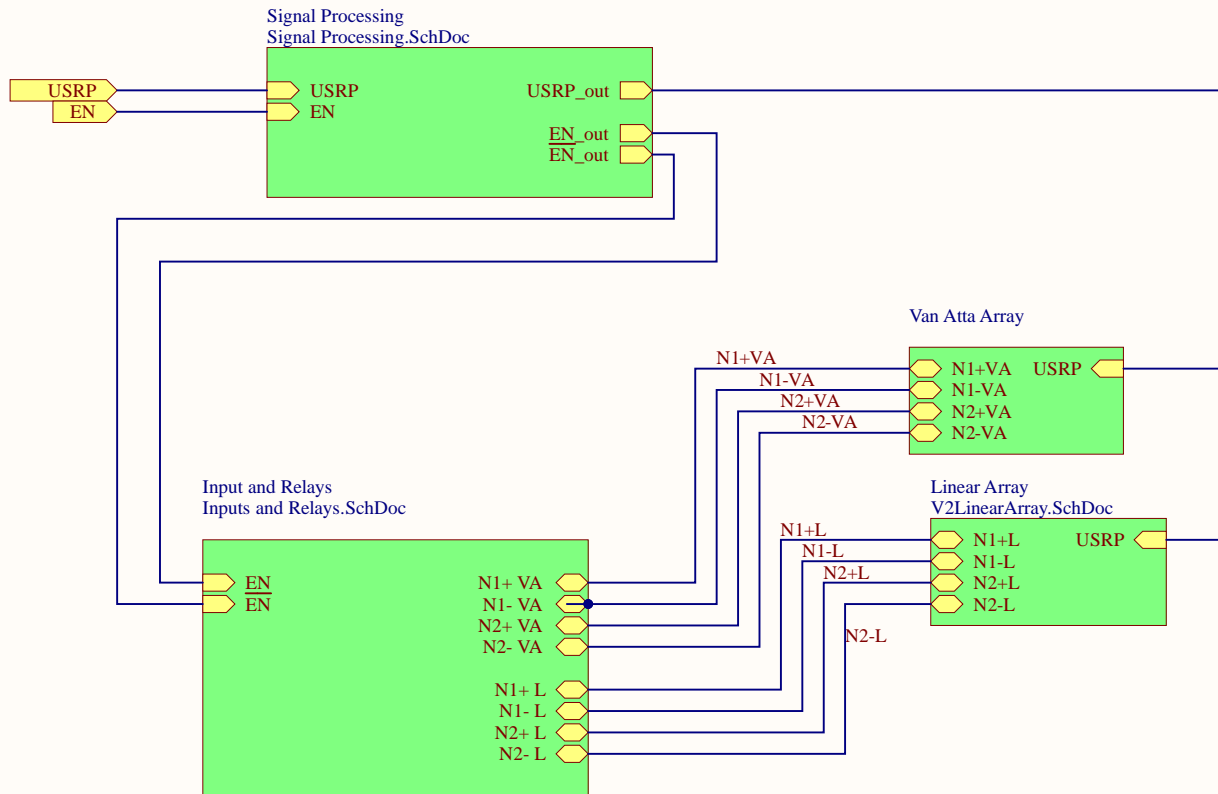 Signal Processing
Signal Processing.SchDoc
USRP
USRP
USRP_out
EN
EN
EN_out
EN_out
Van Atta Array
N1+VA
N1+VA
USRP
N1-VA
N1-VA
N2+VA
N2+VA
N2-VA
N2-VA
Input and Relays
Inputs and Relays.SchDoc
Linear Array
V2LinearArray.SchDoc
N1+L
N1+L
USRP
N1-L
N1-L
N2+L
N2+L
N2-L
N2-L
EN
N1+ VA
EN
N1- VA
N2+ VA
N2- VA
N1+ L
N1- L
N2+ L
N2- L